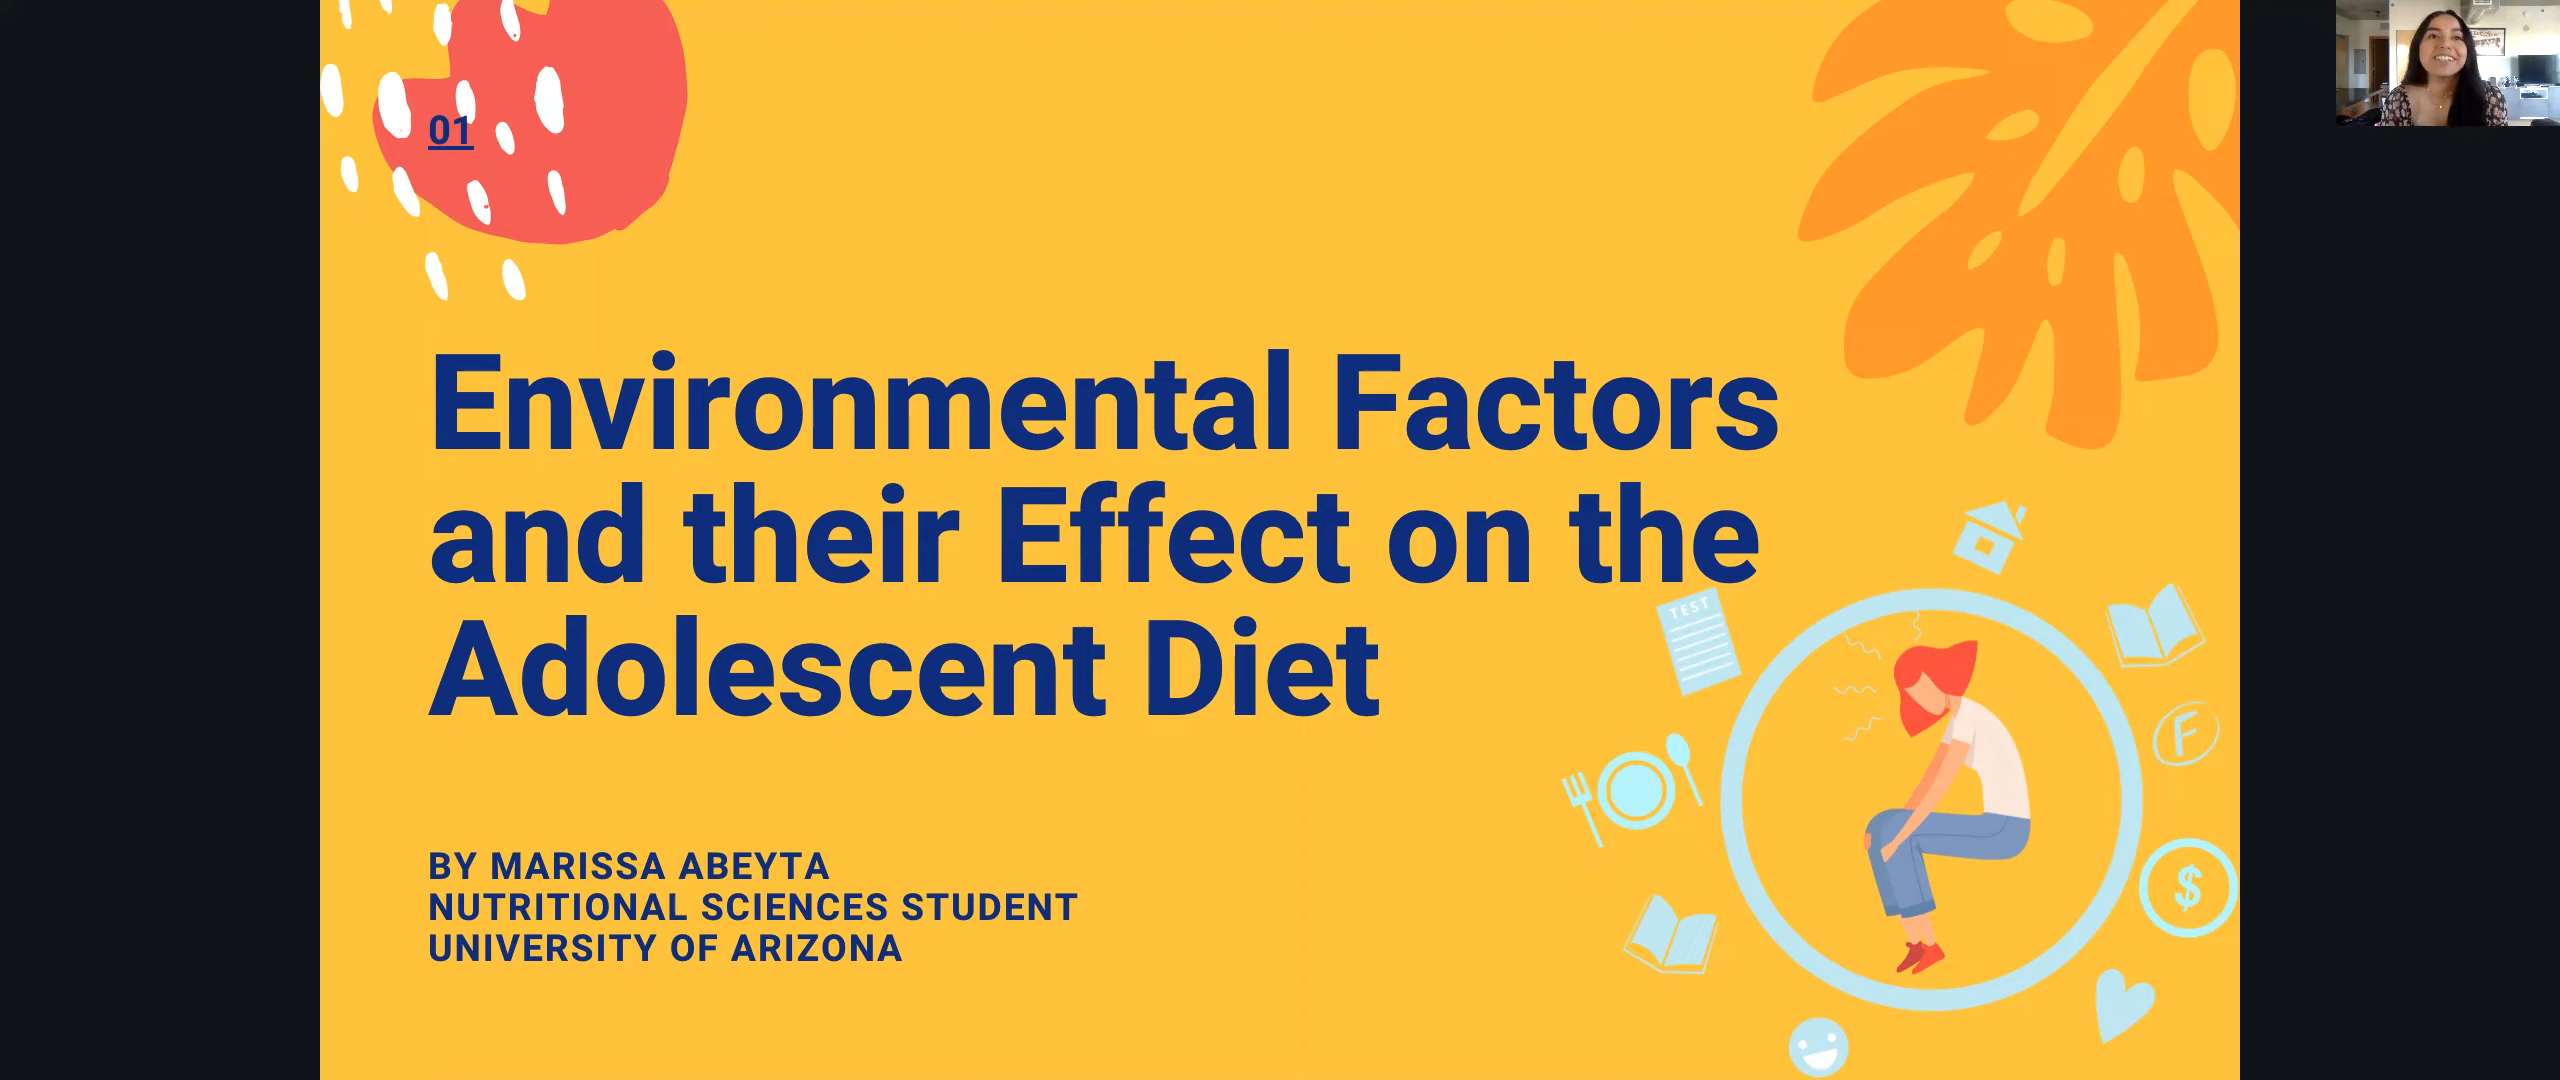 01
Environmental Factors
and their Effect on the
Adolescent Diet
TEST
F
$
BY MARISSA ABEYTA
NUTRITIONAL SCIENCES STUDENT
UNIVERSITY OF ARIZONA